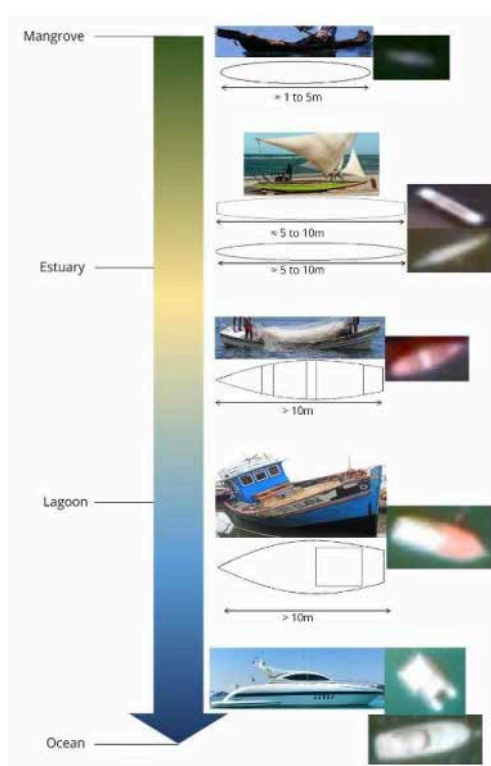 Mangrove
≈ 1 to 5m
≈ 5 to 10m
Estuary
≈ 5 to 10m
> 10m
Lagoon
> 10m
Ocean